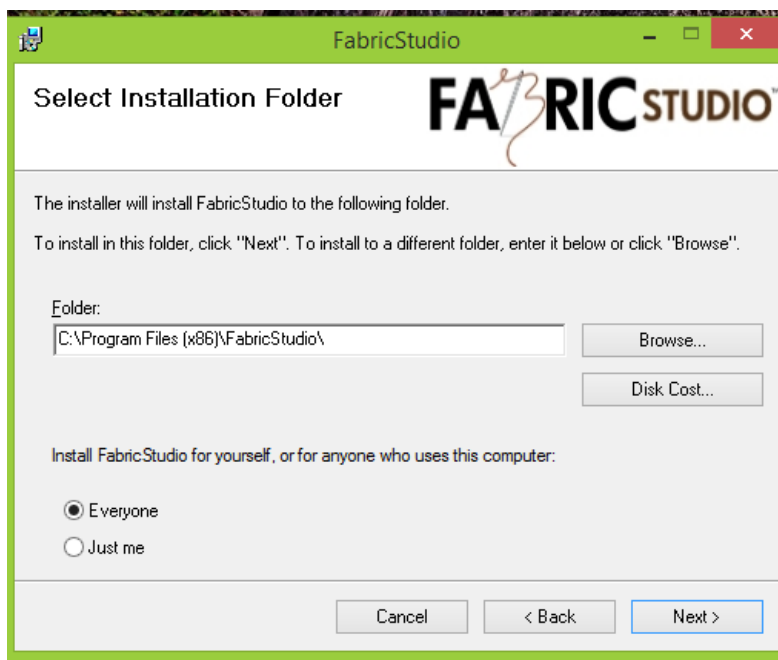 FabricStudio
Select Installation Folder
FABRIC STUDIO™
The installer will install FabricStudio to the following folder.
To install in this folder, click "Next". To install to a different folder, enter it below or click "Browse".
Folder:
C:\Program Files (x86)\FabricStudio\
Browse...
Disk Cost...
Install FabricStudio for yourself, or for anyone who uses this computer:
Everyone
Just me
Cancel
< Back
Next >